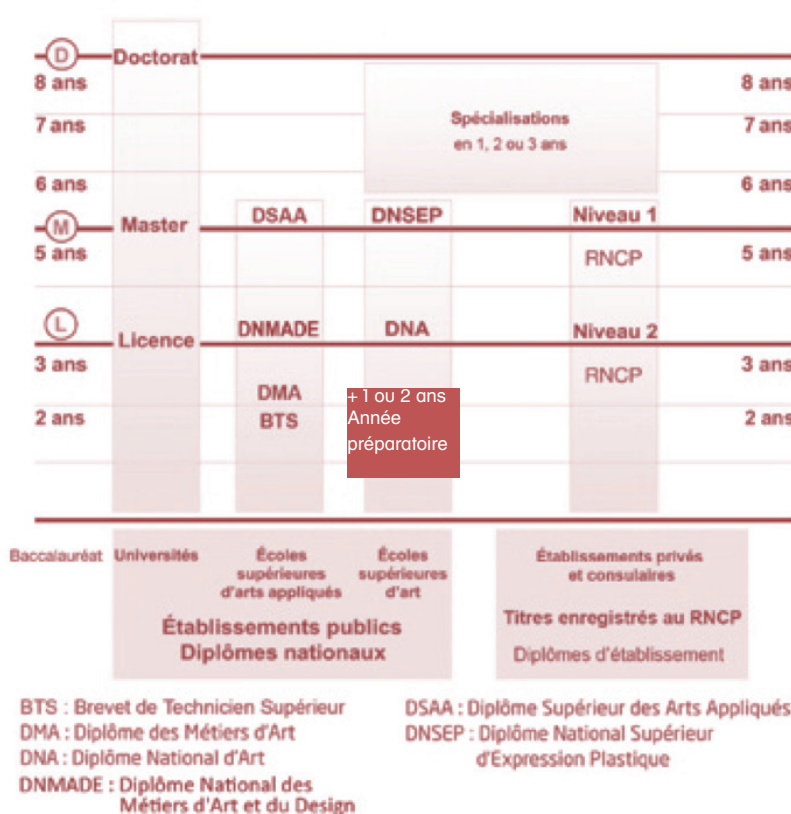 D
Doctorat
8 ans
8 ans
Spécialisations
en 1, 2 ou 3 ans
7 ans
7 ans
6 ans
6 ans
M
Master
DSAA
DNSEP
Niveau 1
5 ans
RNCP
5 ans
L
Licence
DNMADE
DNA
Niveau 2
3 ans
RNCP
3 ans
DMA
BTS
+ 1 ou 2 ans
Année
préparatoire
2 ans
2 ans
Baccalauréat
Universités
Écoles
supérieures
d'arts appliqués
Écoles
supérieures
d'art
Établissements publics
Diplômes nationaux
Établissements privés
et consulaires
Titres enregistrés au RNCP
Diplômes d'établissement
BTS : Brevet de Technicien Supérieur
DMA : Diplôme des Métiers d'Art
DNA : Diplôme National d'Art
DNMADE : Diplôme National des
Métiers d'Art et du Design
DSAA : Diplôme Supérieur des Arts Appliqués
DNSEP : Diplôme National Supérieur
d'Expression Plastique